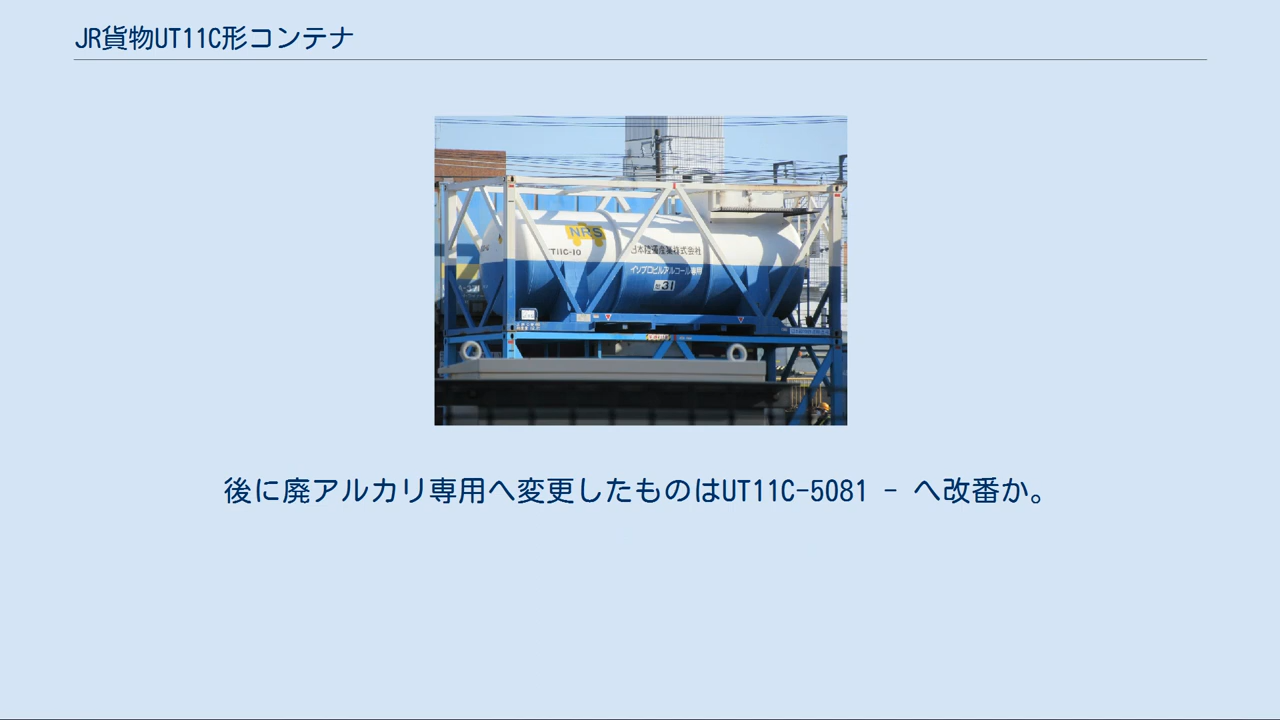 JR貨物UT11C形コンテナ
NRS
日本陸運産業株式会社
イソプロピルアルコール専用
31
後に廃アルカリ専用へ変更したものはUT11C-5081 - へ改番か。